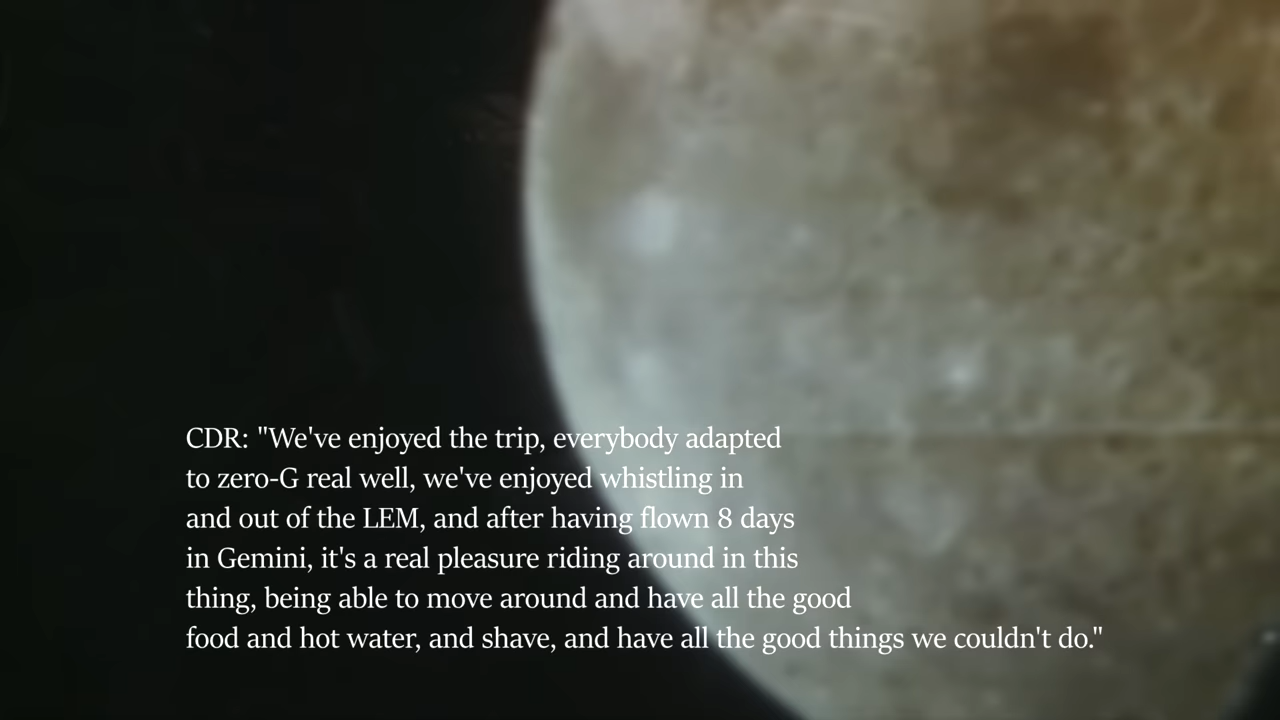 CDR: "We've enjoyed the trip, everybody adapted
to zero-G real well, we've enjoyed whistling in
and out of the LEM, and after having flown 8 days
in Gemini, it's a real pleasure riding around in this
thing, being able to move around and have all the good
food and hot water, and shave, and have all the good things we couldn't do."